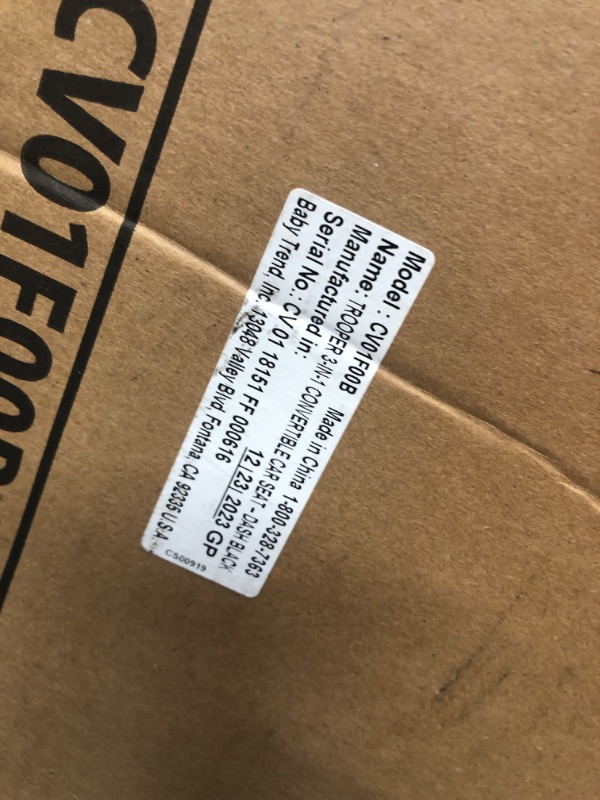 CV01F00B
Model : CV01F00B Made in China 1-800-328-7363
Name : TROOPER 3-IN-1 CONVERTIBLE CAR SEAT - DASH BLACK
Manufactured in: 12 | 23 | 2023 GP
Serial No. : CV 01 18151 FF 000616
Baby Trend, Inc. 13048 Valley Blvd, Fontana, CA 92335 U.S.A.
CS00919